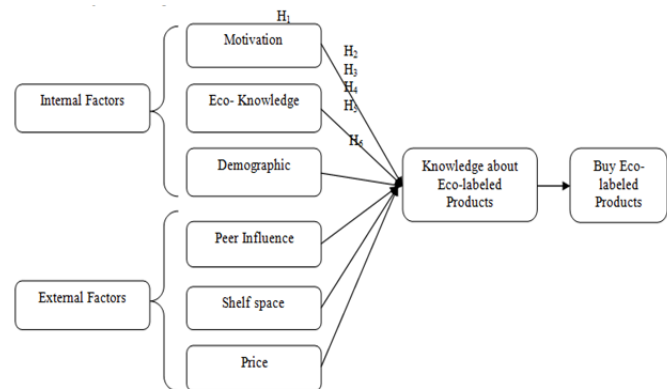 H₁
Motivation
H₂
H₃
H₄
H₅
Internal Factors
Eco- Knowledge
H₆
Demographic
Knowledge about
Eco-labeled
Products
Buy Eco-
labeled
Products
Peer Influence
External Factors
Shelf space
Price